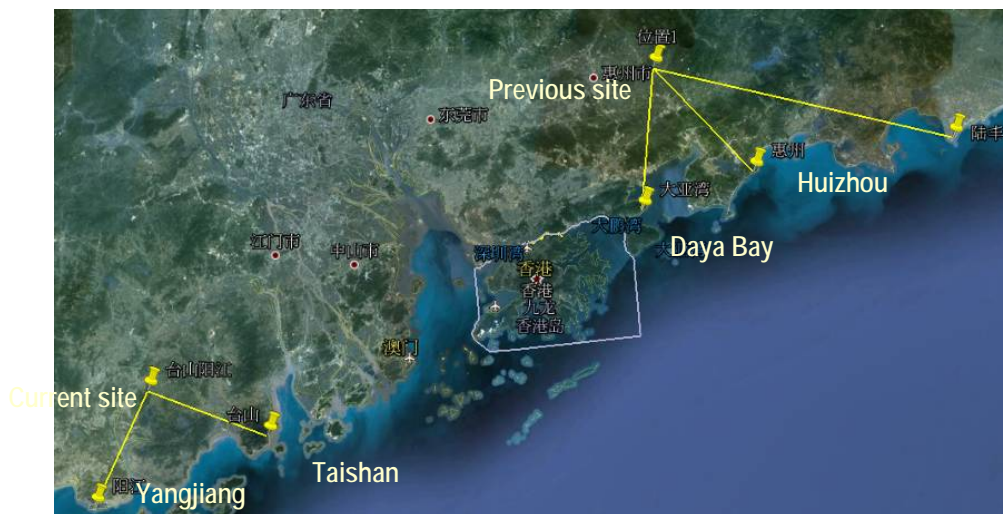 位置1
惠州市
Previous site
广东省
东莞市
陆丰
惠州
Huizhou
大亚湾
大鹏湾
Daya Bay
深圳湾
江门市
中山市
香港
香港
九龙
香港岛
澳门
台山阳江
Current site
台山
Taishan
阳江
Yangjiang